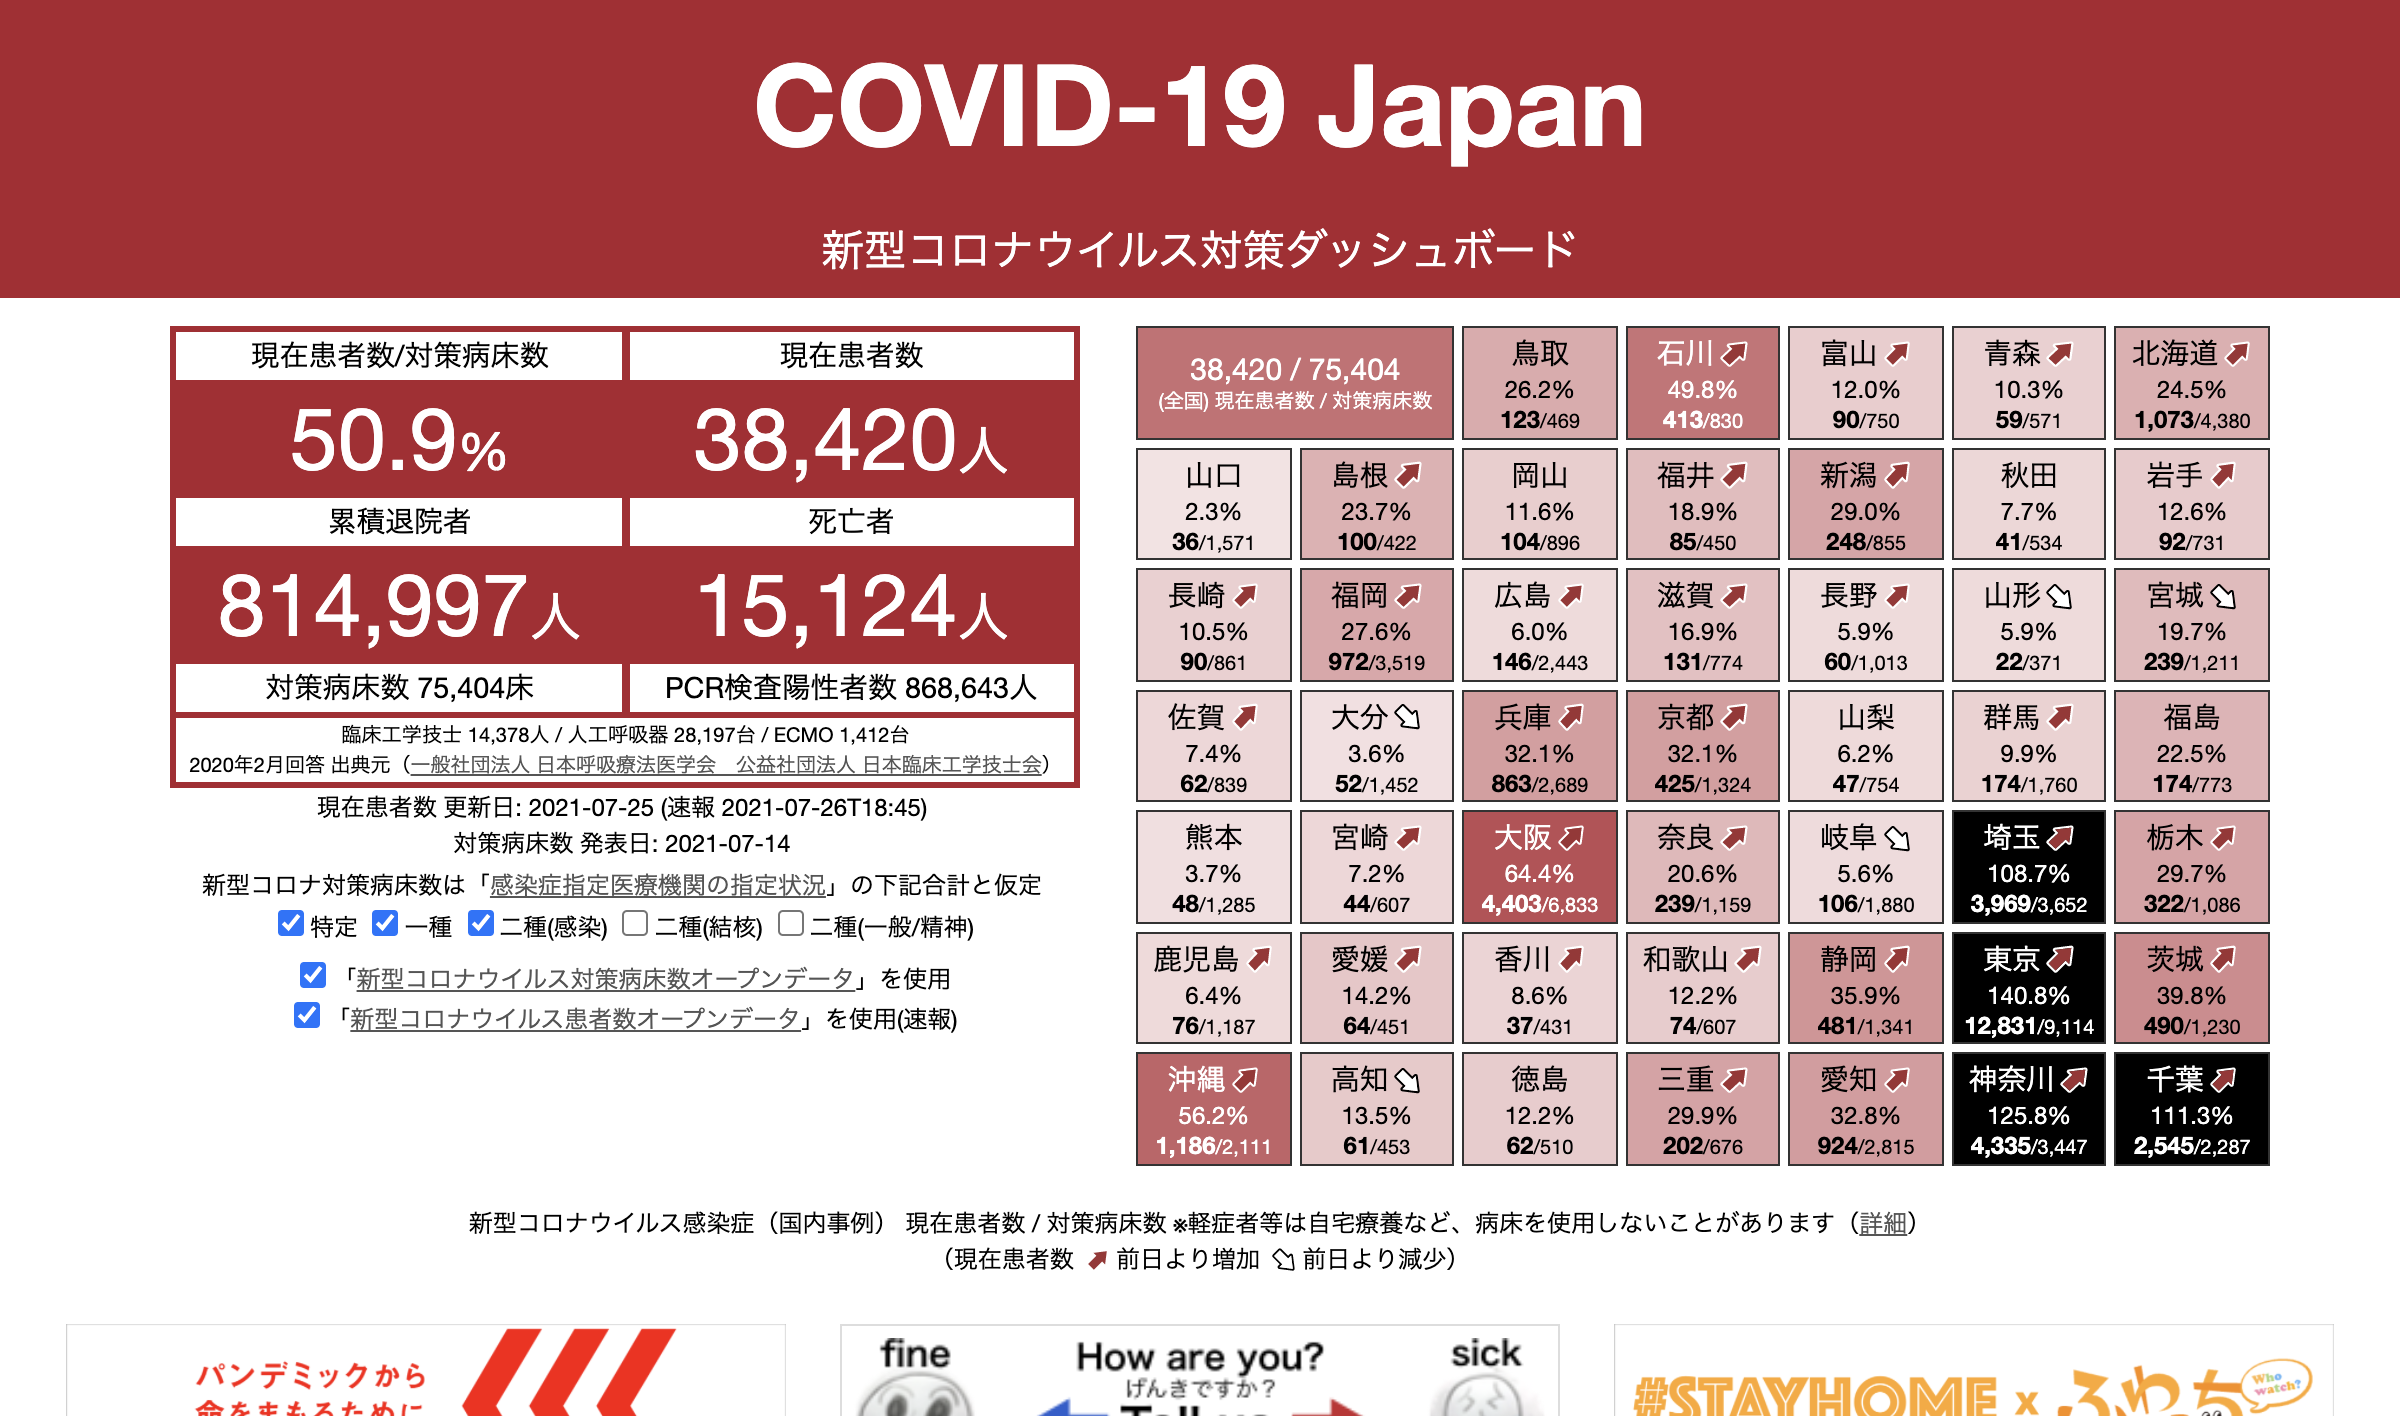 COVID-19 Japan
新型コロナウイルス対策ダッシュボード
現在患者数/対策病床数
現在患者数
50.9%
38,420人
累積退院者
死亡者
814,997人
15,124人
対策病床数 75,404床
PCR検査陽性者数 868,643人
臨床工学技士 14,378人 / 人工呼吸器 28,197台 / ECMO 1,412台
2020年2月回答 出典元（一般社団法人 日本呼吸療法医学会　公益社団法人 日本臨床工学技士会）
現在患者数 更新日: 2021-07-25 (速報 2021-07-26T18:45)
対策病床数 発表日: 2021-07-14
新型コロナ対策病床数は「感染症指定医療機関の指定状況」の下記合計と仮定
特定 一種 二種(感染) 二種(結核) 二種(一般/精神)
「新型コロナウイルス対策病床数オープンデータ」を使用
「新型コロナウイルス患者数オープンデータ」を使用(速報)
38,420 / 75,404
(全国) 現在患者数 / 対策病床数
鳥取
26.2%
123/469
石川
49.8%
413/830
富山
12.0%
90/750
青森
10.3%
59/571
北海道
24.5%
1,073/4,380
山口
2.3%
36/1,571
島根
23.7%
100/422
岡山
11.6%
104/896
福井
18.9%
85/450
新潟
29.0%
248/855
秋田
7.7%
41/534
岩手
12.6%
92/731
長崎
10.5%
90/861
福岡
27.6%
972/3,519
広島
6.0%
146/2,443
滋賀
16.9%
131/774
長野
5.9%
60/1,013
山形
5.9%
22/371
宮城
19.7%
239/1,211
佐賀
7.4%
62/839
大分
3.6%
52/1,452
兵庫
32.1%
863/2,689
京都
32.1%
425/1,324
山梨
6.2%
47/754
群馬
9.9%
174/1,760
福島
22.5%
174/773
熊本
3.7%
48/1,285
宮崎
7.2%
44/607
大阪
64.4%
4,403/6,833
奈良
20.6%
239/1,159
岐阜
5.6%
106/1,880
埼玉
108.7%
3,969/3,652
栃木
29.7%
322/1,086
鹿児島
6.4%
76/1,187
愛媛
14.2%
64/451
香川
8.6%
37/431
和歌山
12.2%
74/607
静岡
35.9%
481/1,341
東京
140.8%
12,831/9,114
茨城
39.8%
490/1,230
沖縄
56.2%
1,186/2,111
高知
13.5%
61/453
徳島
12.2%
62/510
三重
29.9%
202/676
愛知
32.8%
924/2,815
神奈川
125.8%
4,335/3,447
千葉
111.3%
2,545/2,287
新型コロナウイルス感染症（国内事例） 現在患者数 / 対策病床数 ※軽症者等は自宅療養など、病床を使用しないことがあります（詳細）
（現在患者数 前日より増加 前日より減少）
パンデミックから
命をまもるために
fine
How are you?
sick
げんきですか?
Tell us
#STAYHOME x ふわっち
Who watch?